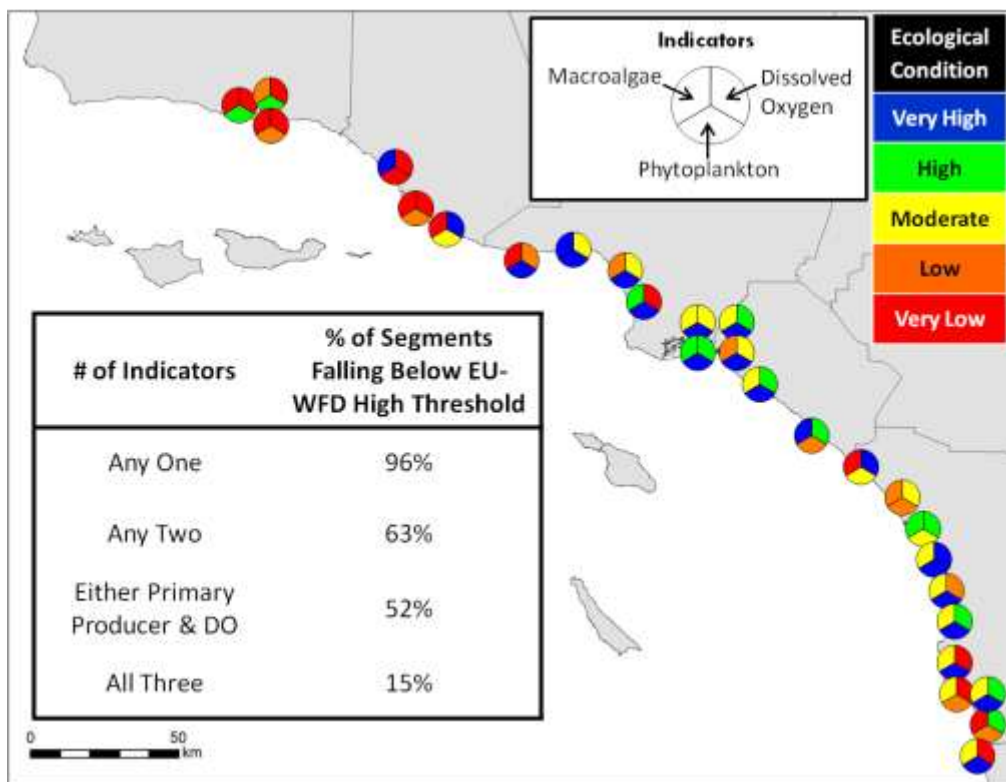 Indicators
Macroalgae
Dissolved
Oxygen
Phytoplankton
Ecological
Condition
Very High
High
Moderate
Low
Very Low
# of Indicators
% of Segments
Falling Below EU-
WFD High Threshold
Any One
96%
Any Two
63%
Either Primary
Producer & DO
52%
All Three
15%
0
50
km